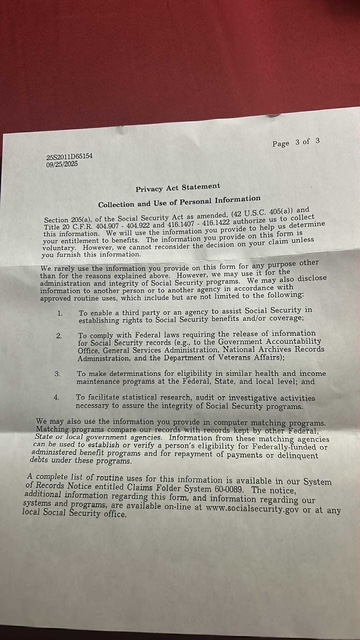 Page 3 of 3
25S2011D65154
09/25/2025
Privacy Act Statement
Collection and Use of Personal Information
Section 205(a), of the Social Security Act as amended, (42 U.S.C. 405(a)) and
Title 20 C.F.R. 404.907 - 404.922 and 416.1407 - 416.1422 authorize us to collect
this information. We will use the information you provide to help us determine
your entitlement to benefits. The information you provide on this form is
voluntary. However, we cannot reconsider the decision on your claim unless
you furnish this information.
We rarely use the information you provide on this form for any purpose other
than for the reasons explained above. However, we may use it for the
administration and integrity of Social Security programs. We may also disclose
information to another person or to another agency in accordance with
approved routine uses, which include but are not limited to the following:
1. To enable a third party or an agency to assist Social Security in
establishing rights to Social Security benefits and/or coverage;
2. To comply with Federal laws requiring the release of information
for Social Security records (e.g., to the Government Accountability
Office, General Services Administration, National Archives Records
Administration, and the Department of Veterans Affairs);
3. To make determinations for eligibility in similar health and income
maintenance programs at the Federal, State, and local level; and
4. To facilitate statistical research, audit or investigative activities
necessary to assure the integrity of Social Security programs.
We may also use the information you provide in computer matching programs.
Matching programs compare our records with records kept by other Federal,
State or local government agencies. Information from these matching agencies
can be used to establish or verify a person's eligibility for Federally-funded or
administered benefit programs and for repayment of payments or delinquent
debts under these programs.
A complete list of routine uses for this information is available in our System
of Records Notice entitled Claims Folder System 60-0089. The notice,
additional information regarding this form, and information regarding our
systems and programs, are available on-line at www.socialsecurity.gov or at any
local Social Security office.